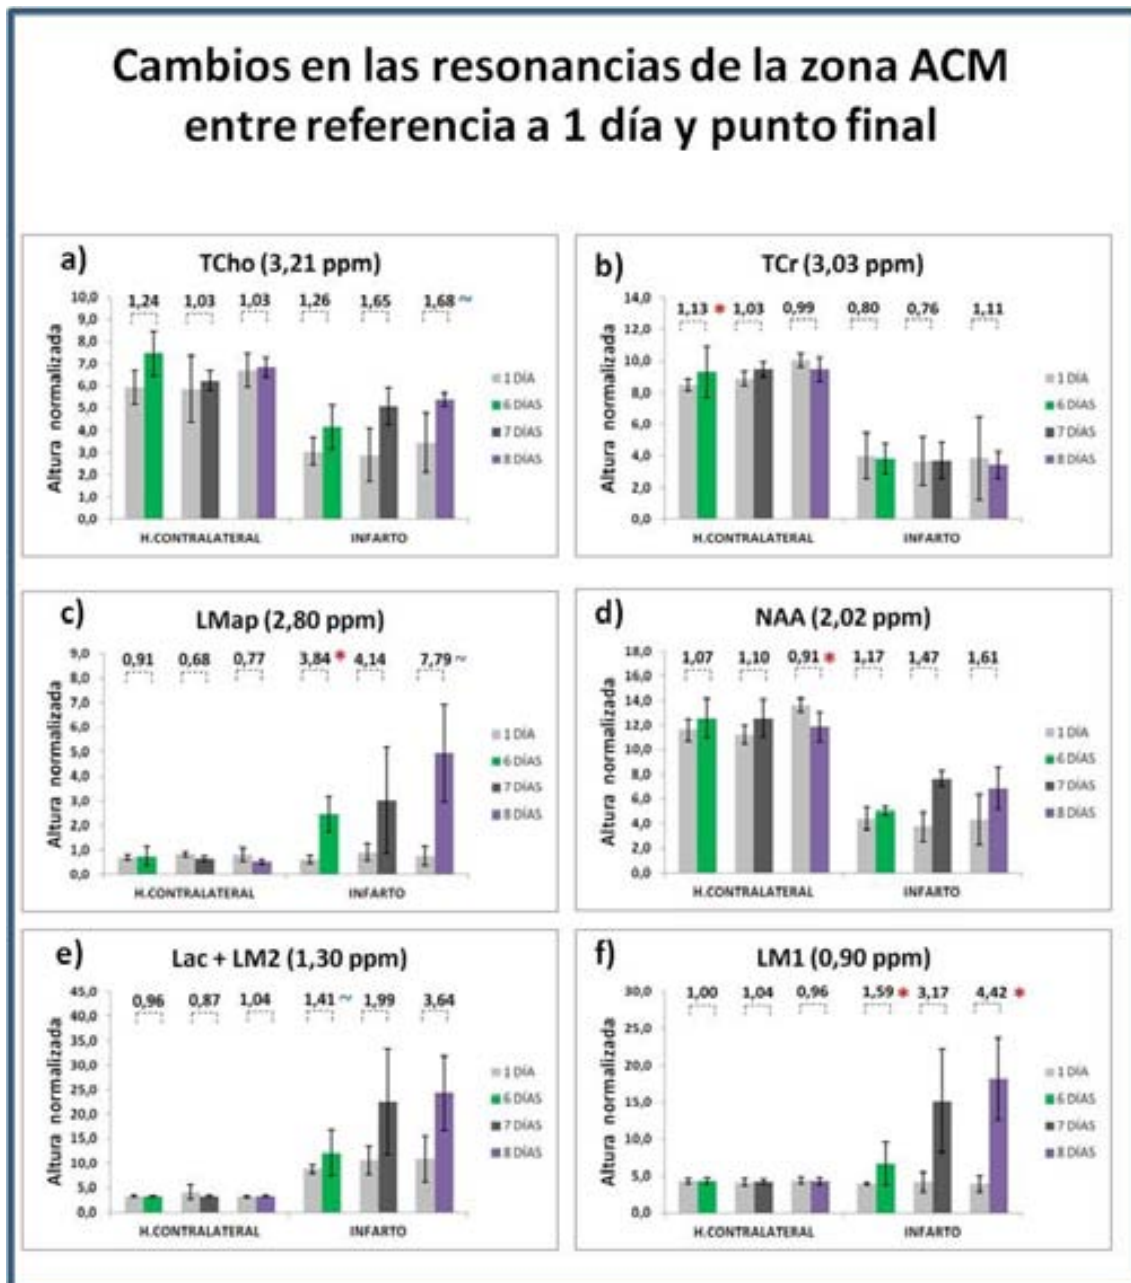 Cambios en las resonancias de la zona ACM
entre referencia a 1 día y punto final
a)
TCho (3,21 ppm)
1,24 1,03 1,03 1,26 1,65 1,68 ~
Altura normalizada
10,0
9,0
8,0
7,0
6,0
5,0
4,0
3,0
2,0
1,0
0,0
H.CONTRALATERAL INFARTO
1 DÍA
6 DÍAS
7 DÍAS
8 DÍAS
b)
TCr (3,03 ppm)
1,13 * 1,03 0,99 0,80 0,76 1,11
Altura normalizada
14,0
12,0
10,0
8,0
6,0
4,0
2,0
0,0
H.CONTRALATERAL INFARTO
1 DÍA
6 DÍAS
7 DÍAS
8 DÍAS
c)
LMap (2,80 ppm)
0,91 0,68 0,77 3,84 * 4,14 7,79 ~
Altura normalizada
9,0
8,0
7,0
6,0
5,0
4,0
3,0
2,0
1,0
0,0
H.CONTRALATERAL INFARTO
1 DÍA
6 DÍAS
7 DÍAS
8 DÍAS
d)
NAA (2,02 ppm)
1,07 1,10 0,91 * 1,17 1,47 1,61
Altura normalizada
18,0
16,0
14,0
12,0
10,0
8,0
6,0
4,0
2,0
0,0
H.CONTRALATERAL INFARTO
1 DÍA
6 DÍAS
7 DÍAS
8 DÍAS
e)
Lac + LM2 (1,30 ppm)
0,96 0,87 1,04 1,41 ~ 1,99 3,64
Altura normalizada
45,0
40,0
35,0
30,0
25,0
20,0
15,0
10,0
5,0
0,0
H.CONTRALATERAL INFARTO
1 DÍA
6 DÍAS
7 DÍAS
8 DÍAS
f)
LM1 (0,90 ppm)
1,00 1,04 0,96 1,59 * 3,17 4,42 *
Altura normalizada
30,0
25,0
20,0
15,0
10,0
5,0
0,0
H.CONTRALATERAL INFARTO
1 DÍA
6 DÍAS
7 DÍAS
8 DÍAS